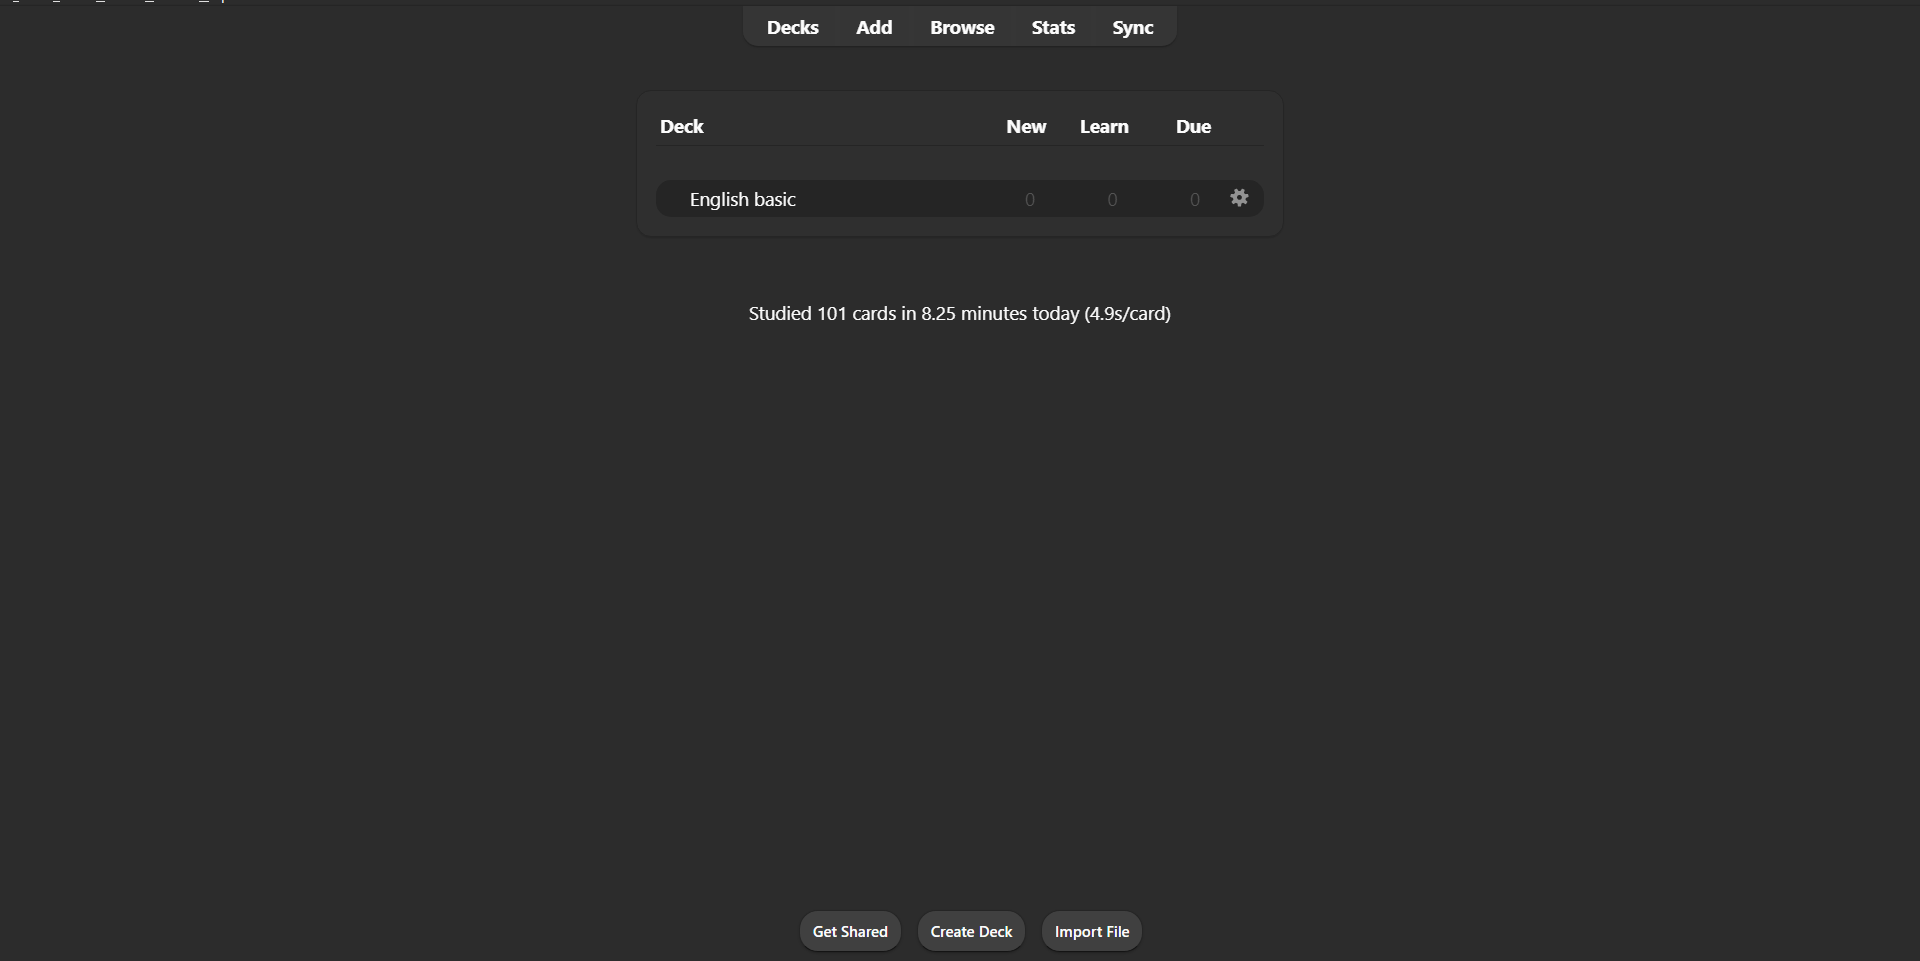 Decks Add Browse Stats Sync
Deck New Learn Due
English basic 0 0 0
Studied 101 cards in 8.25 minutes today (4.9s/card)
Get Shared Create Deck Import File